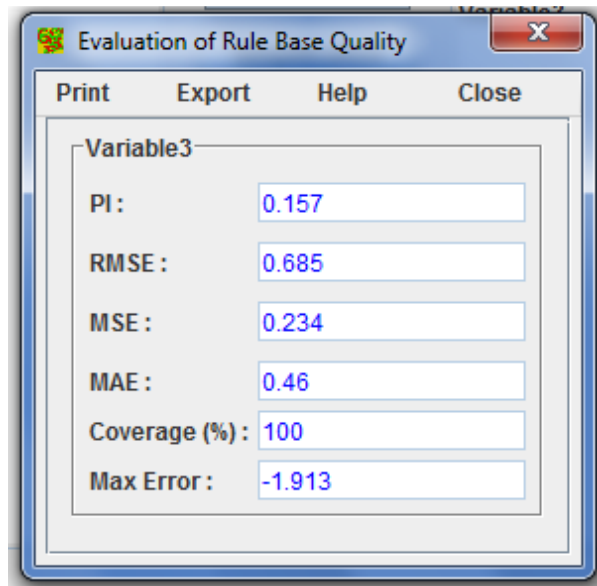 Variable3
Evaluation of Rule Base Quality
Print Export Help Close
Variable3
PI : 0.157
RMSE : 0.685
MSE : 0.234
MAE : 0.46
Coverage (%) : 100
Max Error : -1.913